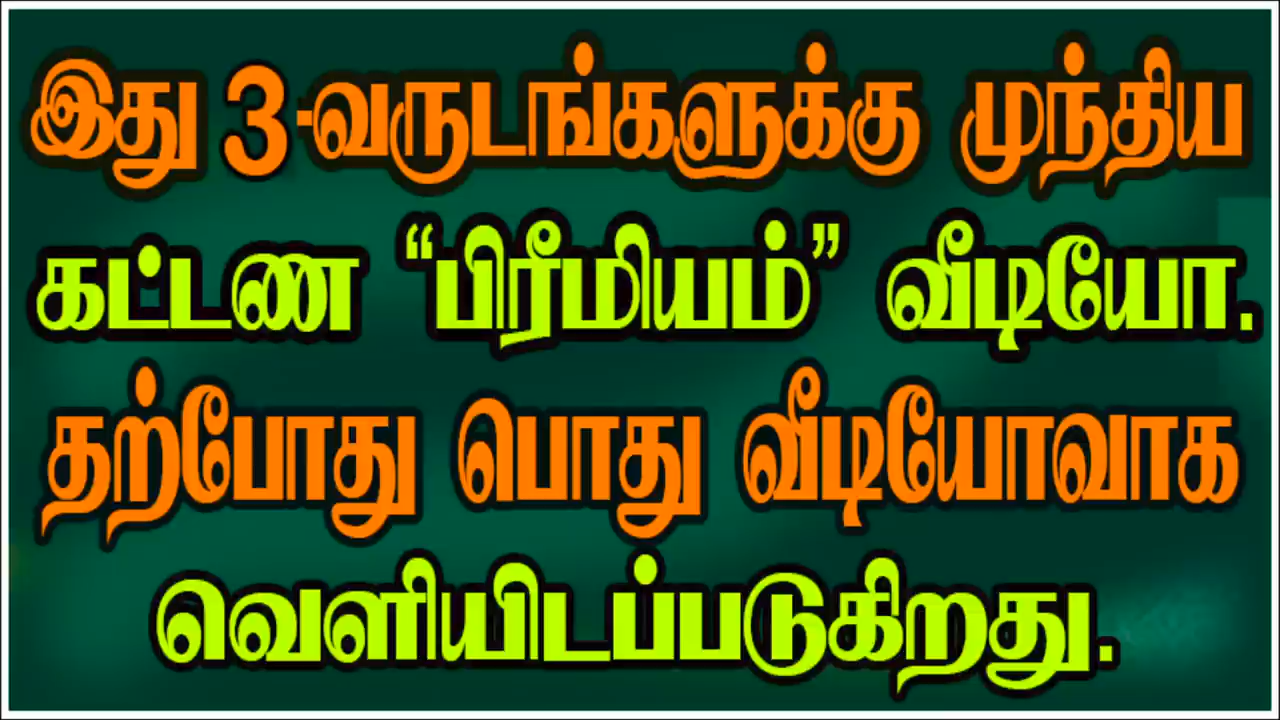 இது 3-வருடங்களுக்கு முந்திய
கட்டண “பிரீமியம்” வீடியோ.
தற்போது பொது வீடியோவாக
வெளியிடப்படுகிறது.